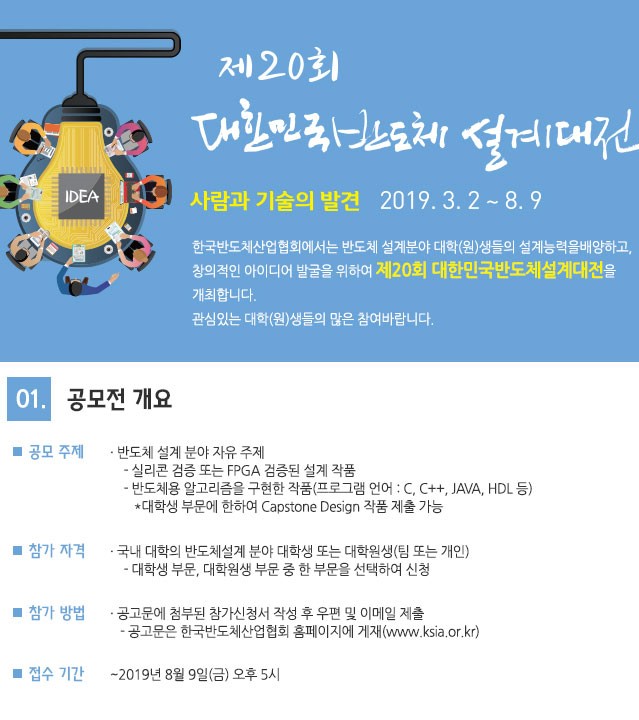 제20회
대한민국반도체 설계대전
IDEA
사람과 기술의 발견 2019. 3. 2 ~ 8. 9
한국반도체산업협회에서는 반도체 설계분야 대학(원)생들의 설계능력을배양하고,
창의적인 아이디어 발굴을 위하여 제20회 대한민국반도체설계대전을
개최합니다.
관심있는 대학(원)생들의 많은 참여바랍니다.
01. 공모전 개요
■ 공모 주제 · 반도체 설계 분야 자유 주제
- 실리콘 검증 또는 FPGA 검증된 설계 작품
- 반도체용 알고리즘을 구현한 작품(프로그램 언어 : C, C++, JAVA, HDL 등)
*대학생 부문에 한하여 Capstone Design 작품 제출 가능
■ 참가 자격 · 국내 대학의 반도체설계 분야 대학생 또는 대학원생(팀 또는 개인)
- 대학생 부문, 대학원생 부문 중 한 부문을 선택하여 신청
■ 참가 방법 · 공고문에 첨부된 참가신청서 작성 후 우편 및 이메일 제출
- 공고문은 한국반도체산업협회 홈페이지에 게재(www.ksia.or.kr)
■ 접수 기간 ~2019년 8월 9일(금) 오후 5시